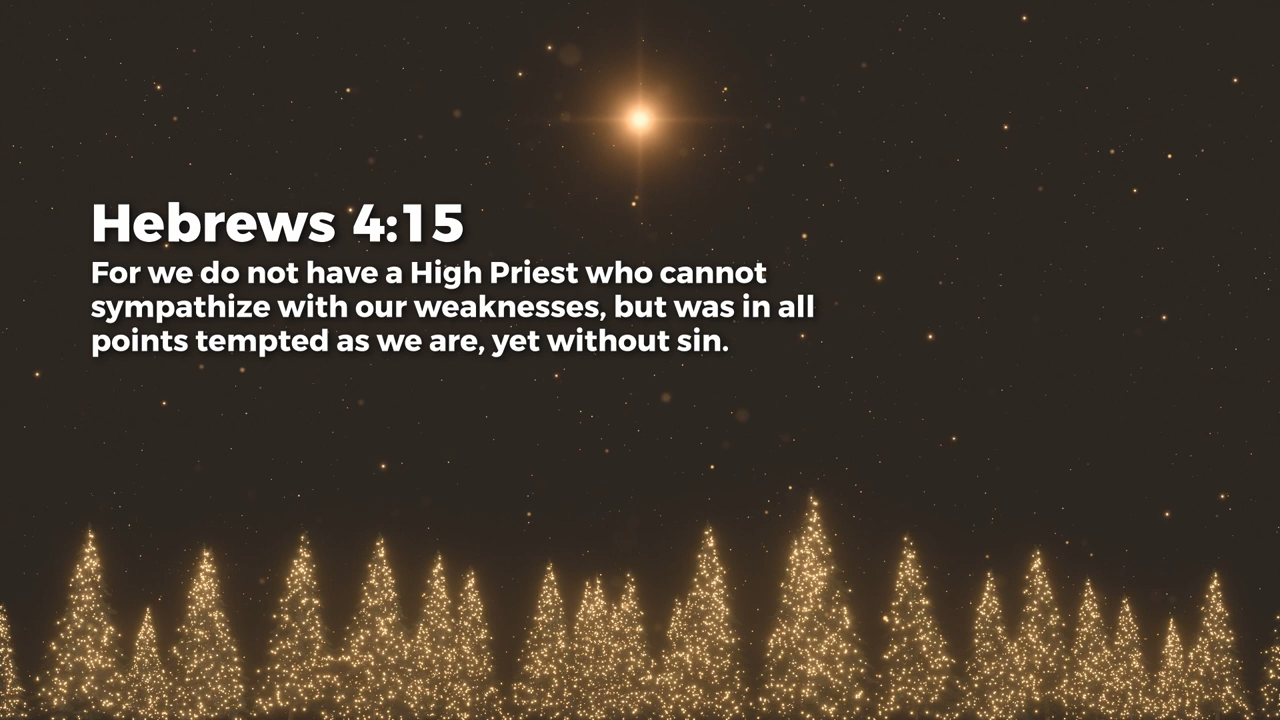 Hebrews 4:15
For we do not have a High Priest who cannot
sympathize with our weaknesses, but was in all
points tempted as we are, yet without sin.